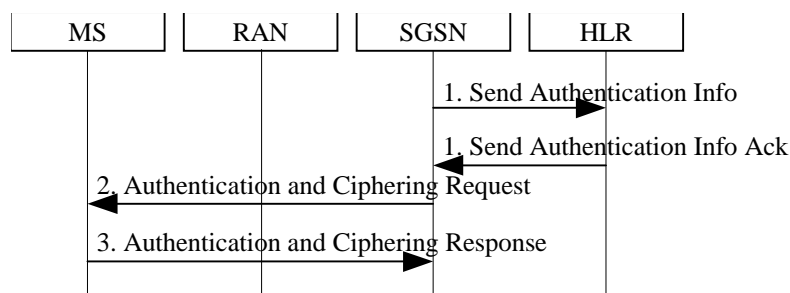 MS RAN SGSN HLR
1. Send Authentication Info
1. Send Authentication Info Ack
2. Authentication and Ciphering Request
3. Authentication and Ciphering Response